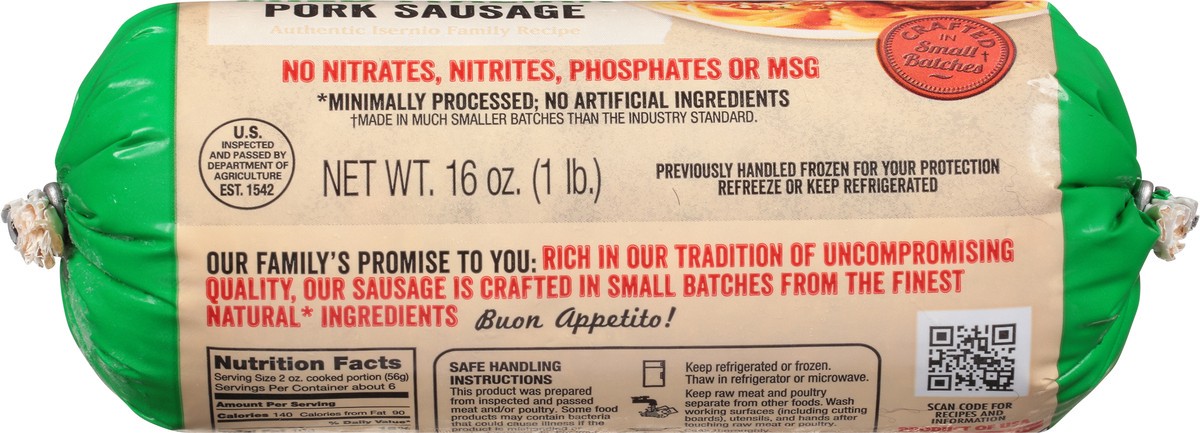 PORK SAUSAGE
Authentic Isernio Family Recipe
CRAFTED
IN
Small†
Batches
NO NITRATES, NITRITES, PHOSPHATES OR MSG
*MINIMALLY PROCESSED; NO ARTIFICIAL INGREDIENTS
†MADE IN MUCH SMALLER BATCHES THAN THE INDUSTRY STANDARD.
U.S.
INSPECTED
AND PASSED BY
DEPARTMENT OF
AGRICULTURE
EST. 1542
NET WT. 16 oz. (1 lb.)
PREVIOUSLY HANDLED FROZEN FOR YOUR PROTECTION
REFREEZE OR KEEP REFRIGERATED
OUR FAMILY'S PROMISE TO YOU: RICH IN OUR TRADITION OF UNCOMPROMISING
QUALITY, OUR SAUSAGE IS CRAFTED IN SMALL BATCHES FROM THE FINEST
NATURAL* INGREDIENTS Buon Appetito!
Nutrition Facts
Serving Size 2 oz. cooked portion (56g)
Servings Per Container about 6
Amount Per Serving
Calories 140 Calories from Fat 90
% Daily Value*
SAFE HANDLING
INSTRUCTIONS
This product was prepared
from inspected and passed
meat and/or poultry. Some food
products may contain bacteria
that could cause illness if the
product is mishandled or
Keep refrigerated or frozen.
Thaw in refrigerator or microwave.
Keep raw meat and poultry
separate from other foods. Wash
working surfaces (including cutting
boards), utensils, and hands after
touching raw meat or poultry.
SCAN CODE FOR
RECIPES AND
INFORMATION
PRODUCT OF USA